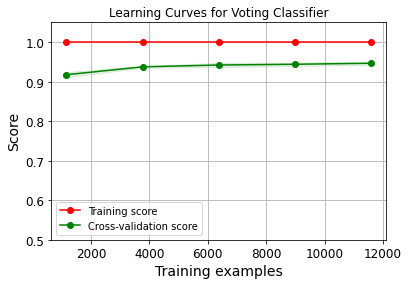 Learning Curves for Voting Classifier
Score
1.0
0.9
0.8
0.7
0.6
0.5
Training score
Cross-validation score
2000 4000 6000 8000 10000 12000
Training examples